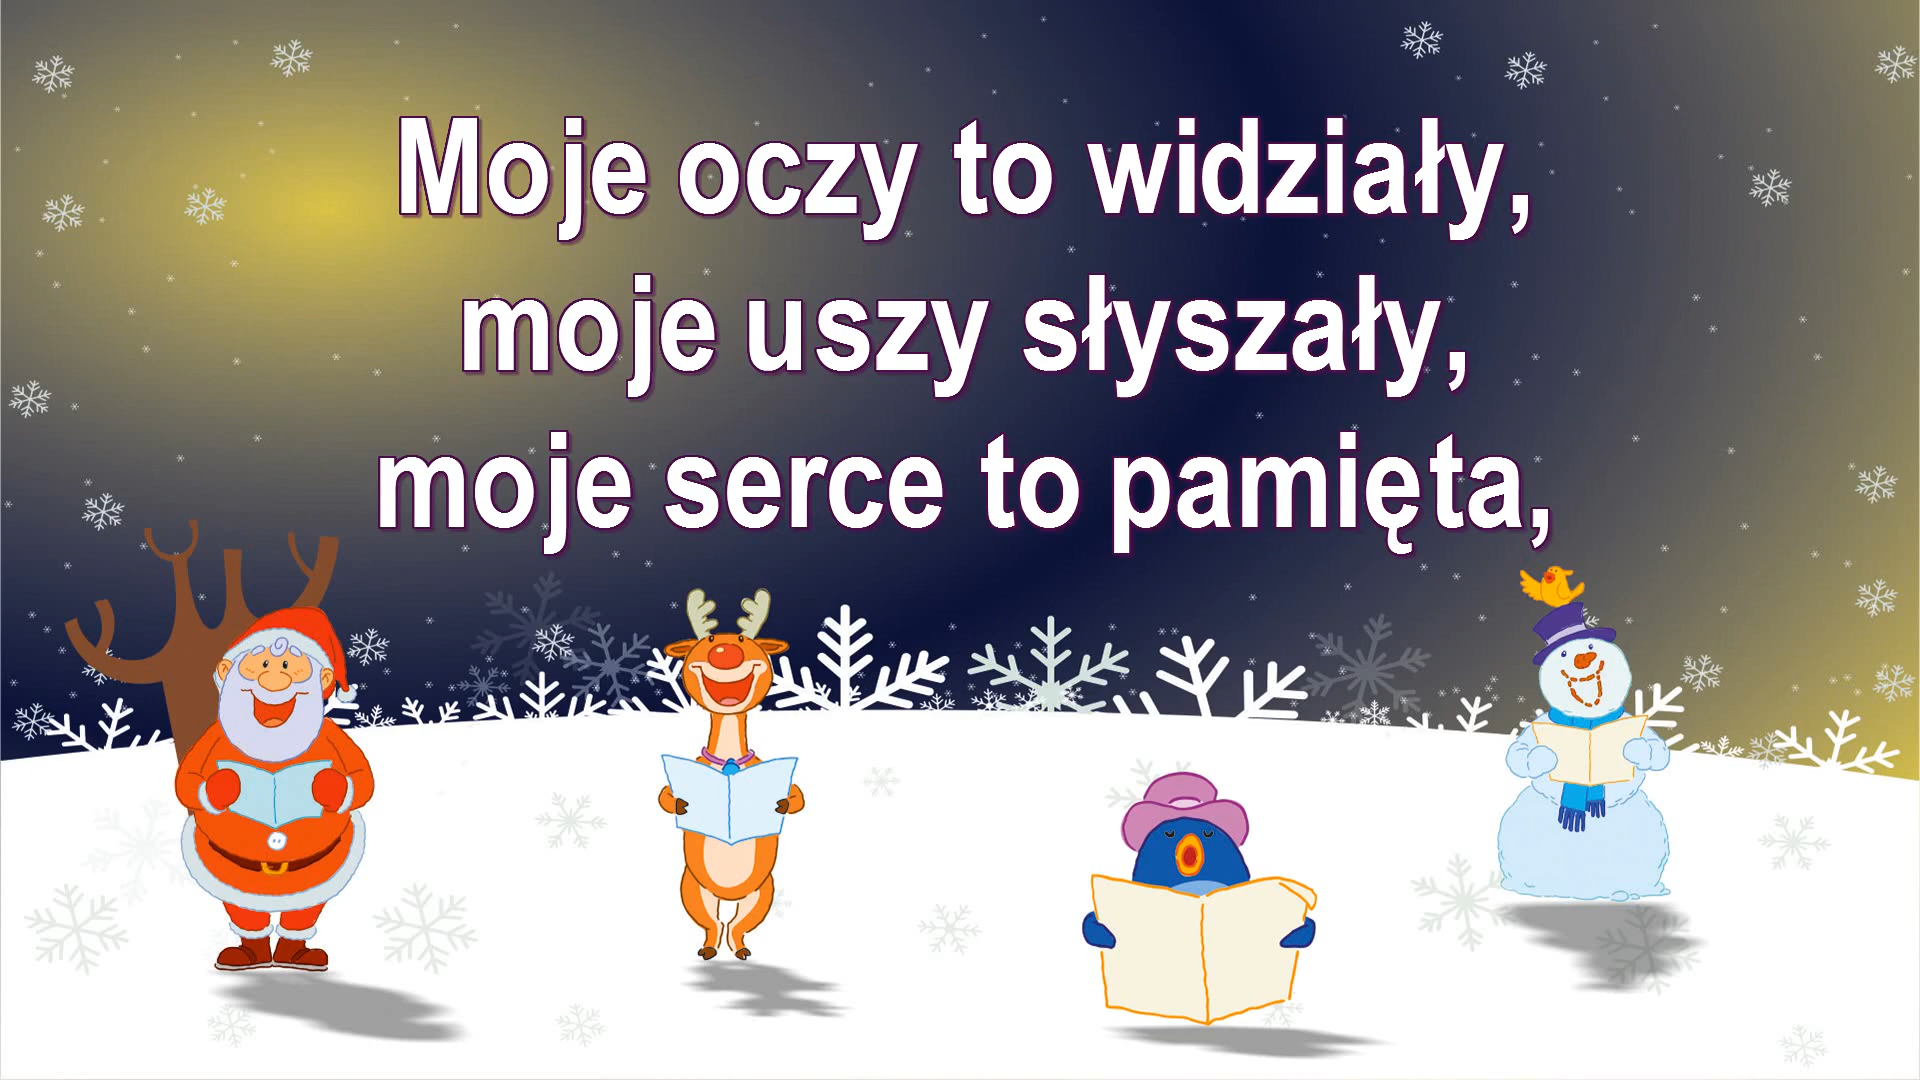 Moje oczy to widziały,
moje uszy słyszały,
moje serce to pamięta,